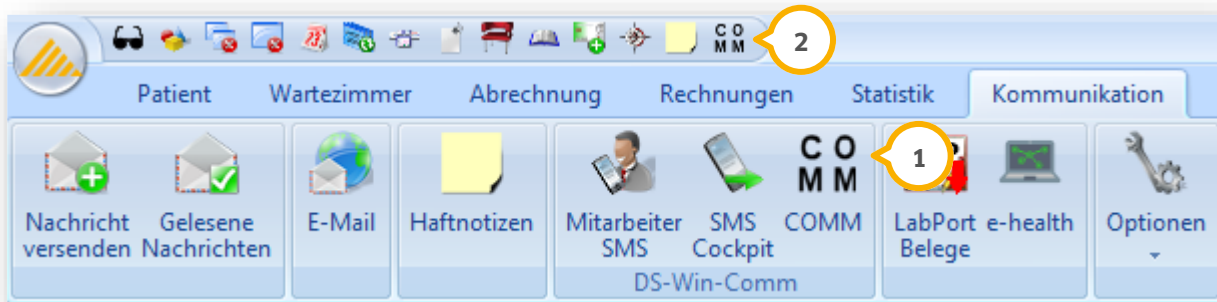 C O
M M
2
Patient Wartezimmer Abrechnung Rechnungen Statistik Kommunikation
C O
M M
1
Nachricht versenden
Gelesene Nachrichten
E-Mail
Haftnotizen
Mitarbeiter SMS
SMS Cockpit
COMM
LabPort Belege
e-health
Optionen
DS-Win-Comm